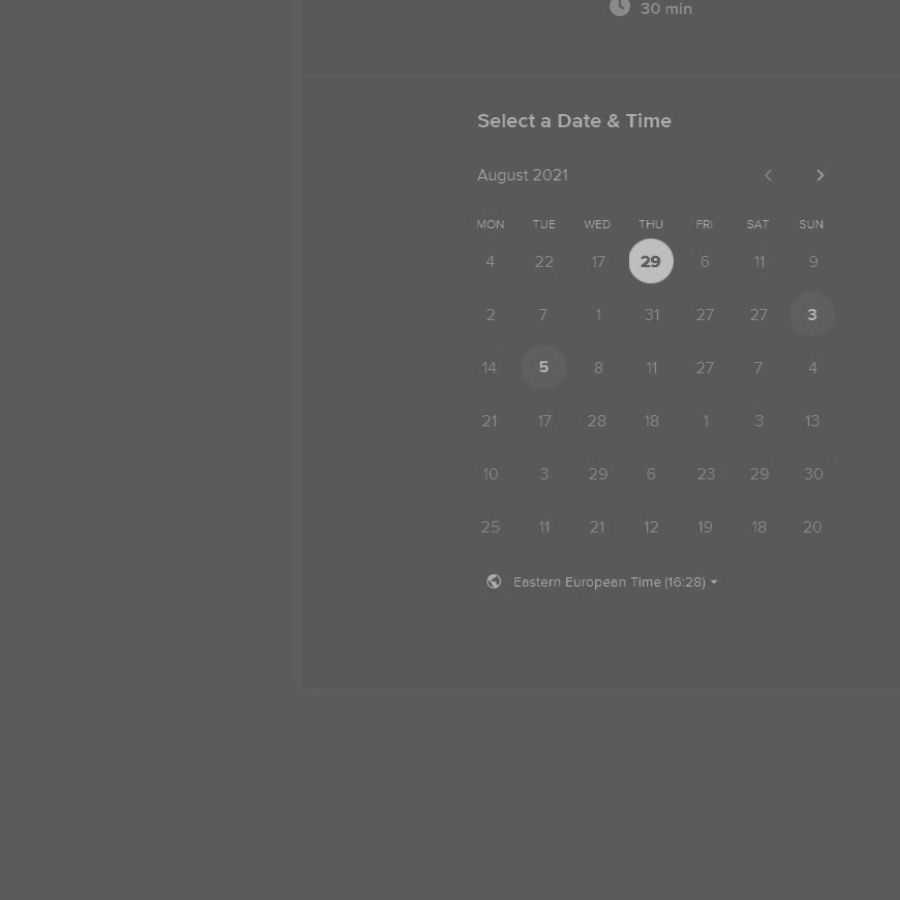 30 min
Select a Date & Time
August 2021
MON TUE WED THU FRI SAT SUN
4 22 17 29 6 11 9
2 7 1 31 27 27 3
14 5 8 11 27 7 4
21 17 28 18 1 3 13
10 3 29 6 23 29 30
25 11 21 12 19 18 20
Eastern European Time (16:28)